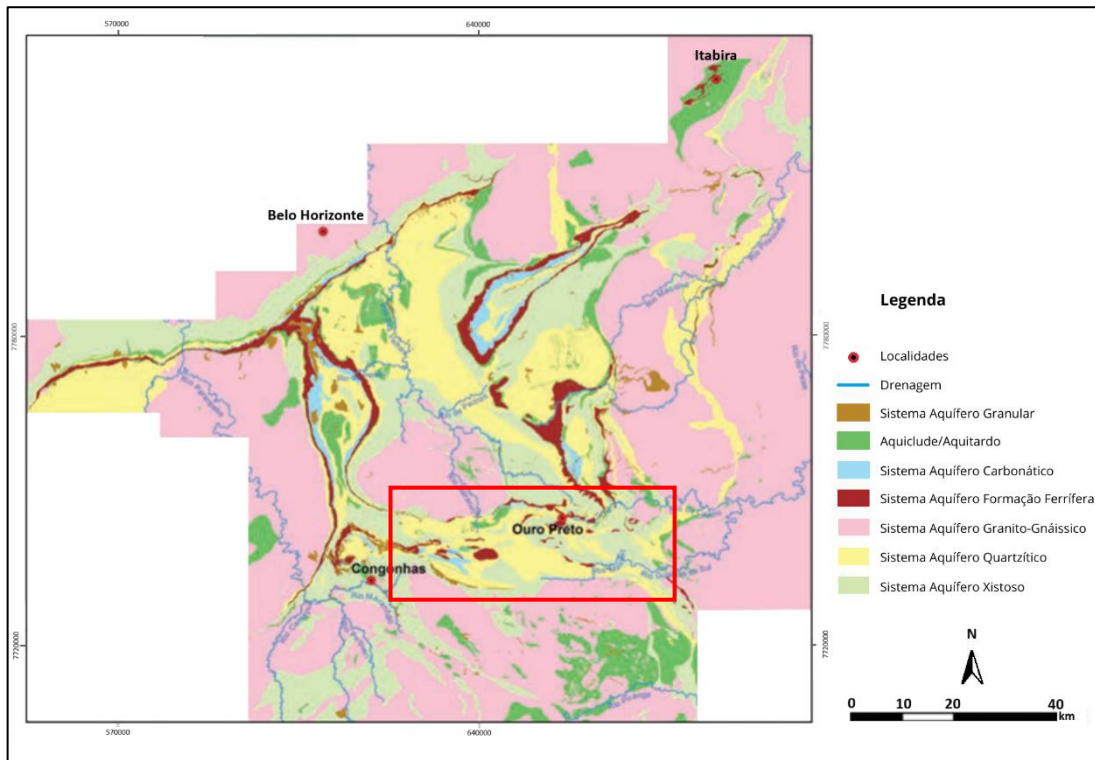 570000
640000
Itabira
Belo Horizonte
7780000
7780000
Ouro Preto
Congonhas
7720000
7720000
570000
640000
Legenda
Localidades
Drenagem
Sistema Aquífero Granular
Aquiclude/Aquitardo
Sistema Aquífero Carbonático
Sistema Aquífero Formação Ferrífera
Sistema Aquífero Granito-Gnáissico
Sistema Aquífero Quartzítico
Sistema Aquífero Xistoso
N
0 10 20 40
km